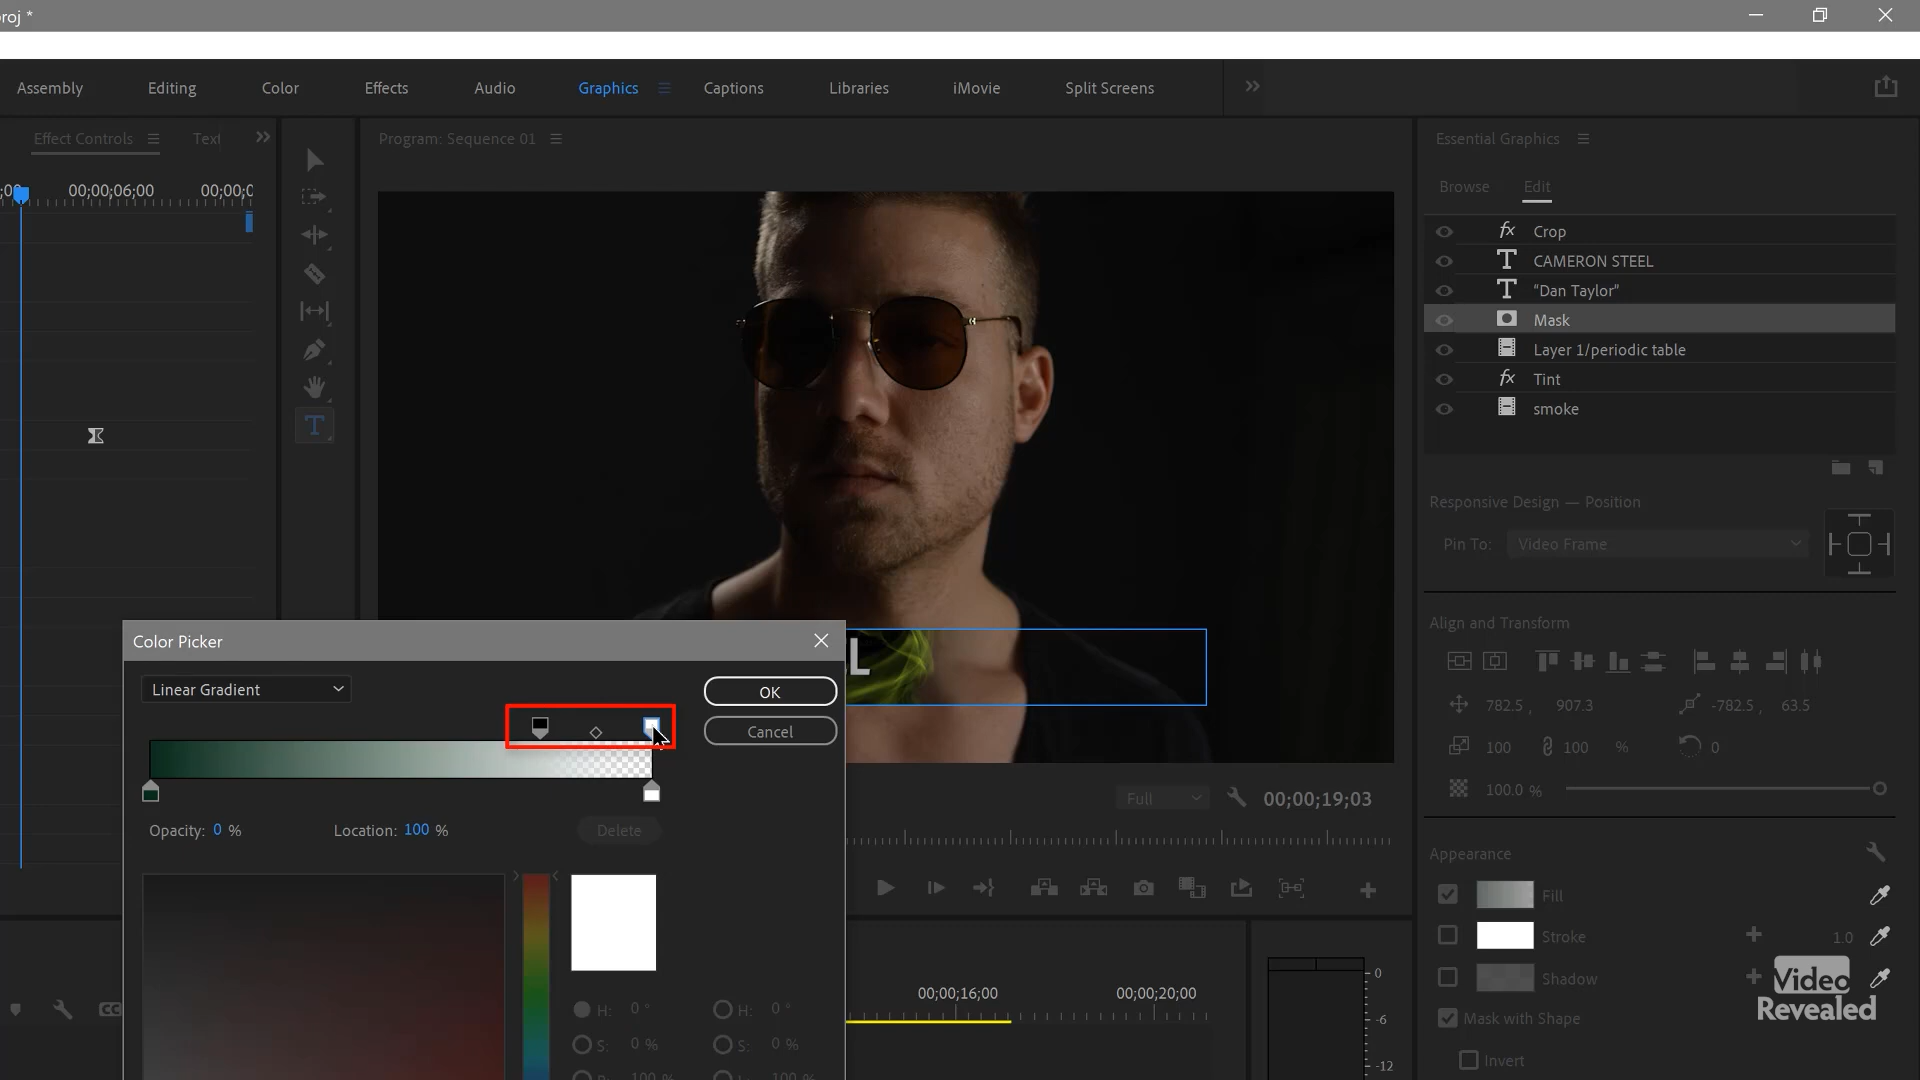 roj *
Assembly Editing Color Effects Audio Graphics Captions Libraries iMovie Split Screens
Effect Controls Text
00;00;06;00
Program: Sequence 01
Essential Graphics
Browse Edit
Crop
CAMERON STEEL
“Dan Taylor”
Mask
Layer 1/periodic table
Tint
smoke
Responsive Design — Position
Pin To: Video Frame
Align and Transform
782.5 , 907.3 -782.5 , 63.5
100 100 % 0
100.0 %
Appearance
Fill
Stroke 1.0
Shadow
Mask with Shape
Invert
L
Full 00;00;19;03
Color Picker
Linear Gradient
OK
Cancel
Opacity: 0 % Location: 100 % Delete
H: 0 ° H: 0 °
S: 0 % S: 0 %
00;00;16;00 00;00;20;00
0
-6
-12
Video
Revealed